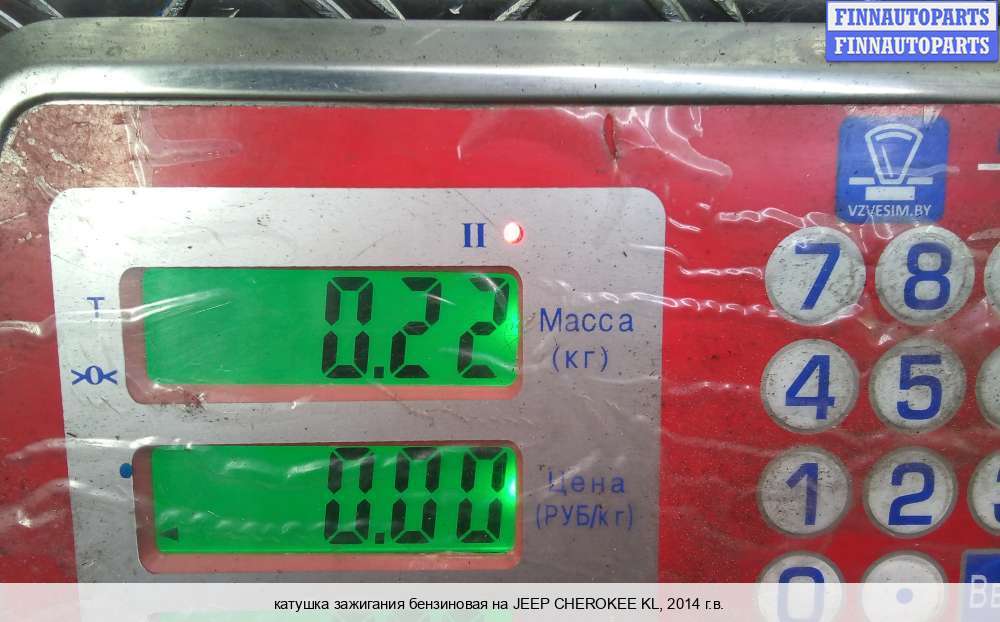 FINNAUTOPARTS
FINNAUTOPARTS
VZVESIM.BY
II
T
0.22
Масса
(кг)
>0<
0.00
Цена
(РУБ/кг)
7 8
4 5
1 2
0 .
катушка зажигания бензиновая на JEEP CHEROKEE KL, 2014 г.в.